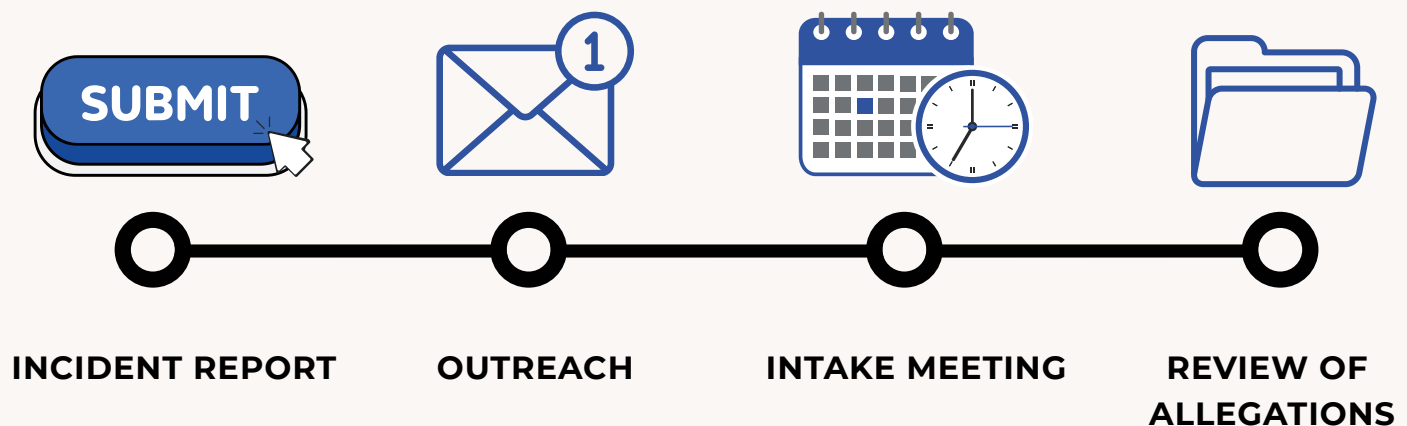 SUBMIT
1
INCIDENT REPORT
OUTREACH
INTAKE MEETING
REVIEW OF
ALLEGATIONS